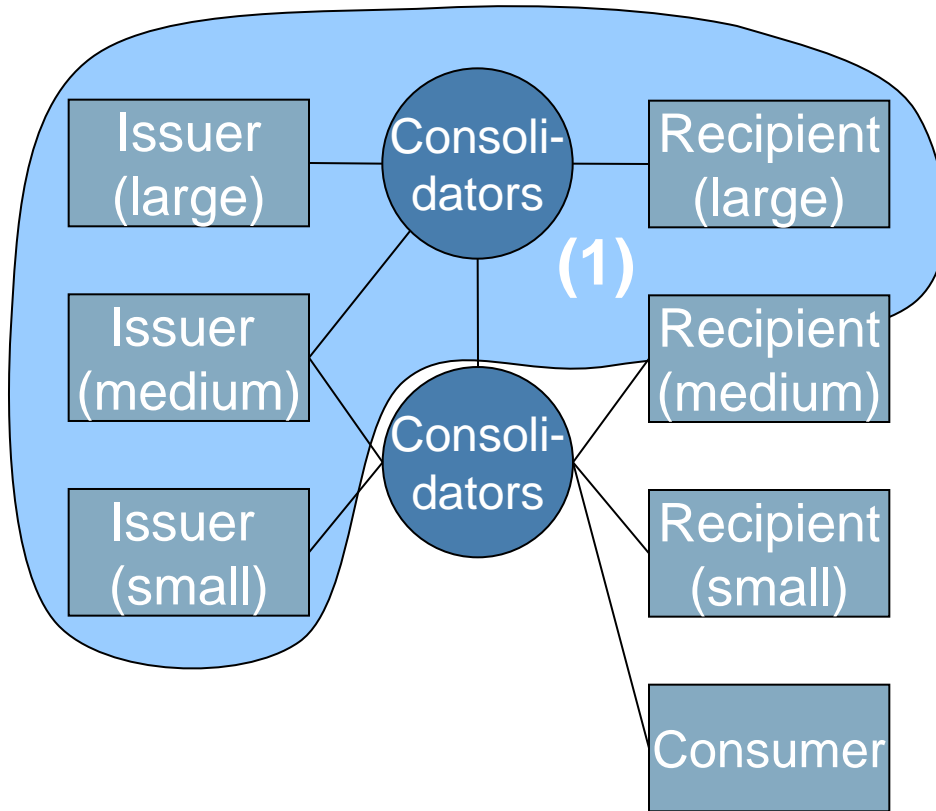 Issuer
(large)
Consoli-
dators
Recipient
(large)
(1)
Issuer
(medium)
Recipient
(medium)
Consoli-
dators
Issuer
(small)
Recipient
(small)
Consumer